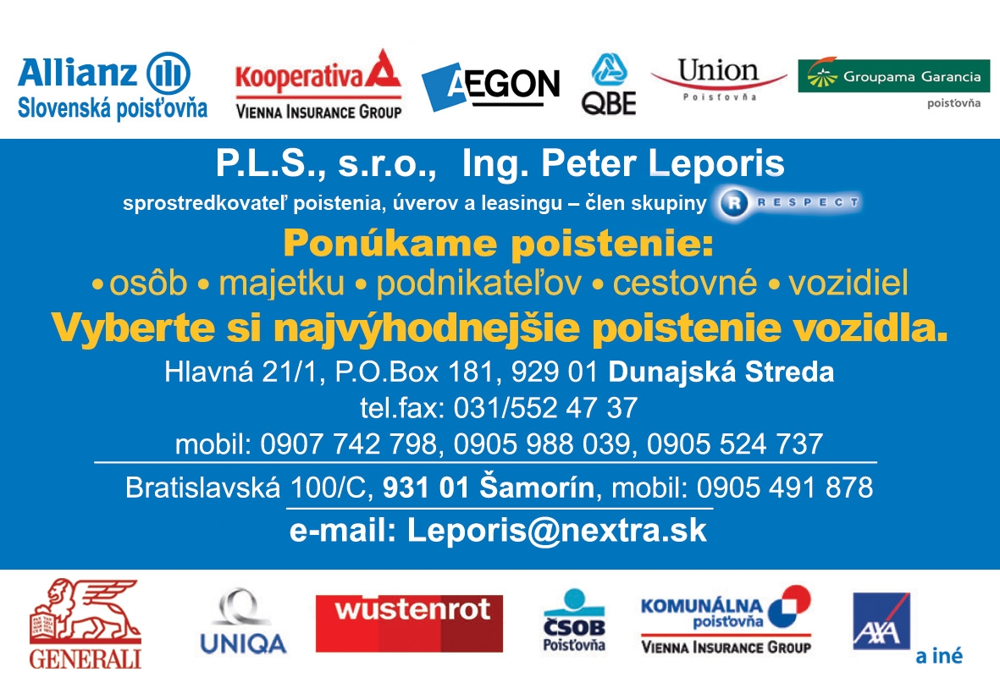 Allianz
Slovenská poisťovňa
Kooperativa
VIENNA INSURANCE GROUP
AEGON
QBE
Union
Poisťovňa
Groupama Garancia
poisťovňa
P.L.S., s.r.o., Ing. Peter Leporis
sprostredkovateľ poistenia, úverov a leasingu – člen skupiny R RESPECT
Ponúkame poistenie:
• osôb • majetku • podnikateľov • cestovné • vozidiel
Vyberte si najvýhodnejšie poistenie vozidla.
Hlavná 21/1, P.O.Box 181, 929 01 Dunajská Streda
tel.fax: 031/552 47 37
mobil: 0907 742 798, 0905 988 039, 0905 524 737
Bratislavská 100/C, 931 01 Šamorín, mobil: 0905 491 878
e-mail: Leporis@nextra.sk
GENERALI
UNIQA
wüstenrot
ČSOB
Poisťovňa
KOMUNÁLNA
poisťovňa
VIENNA INSURANCE GROUP
AXA
a iné